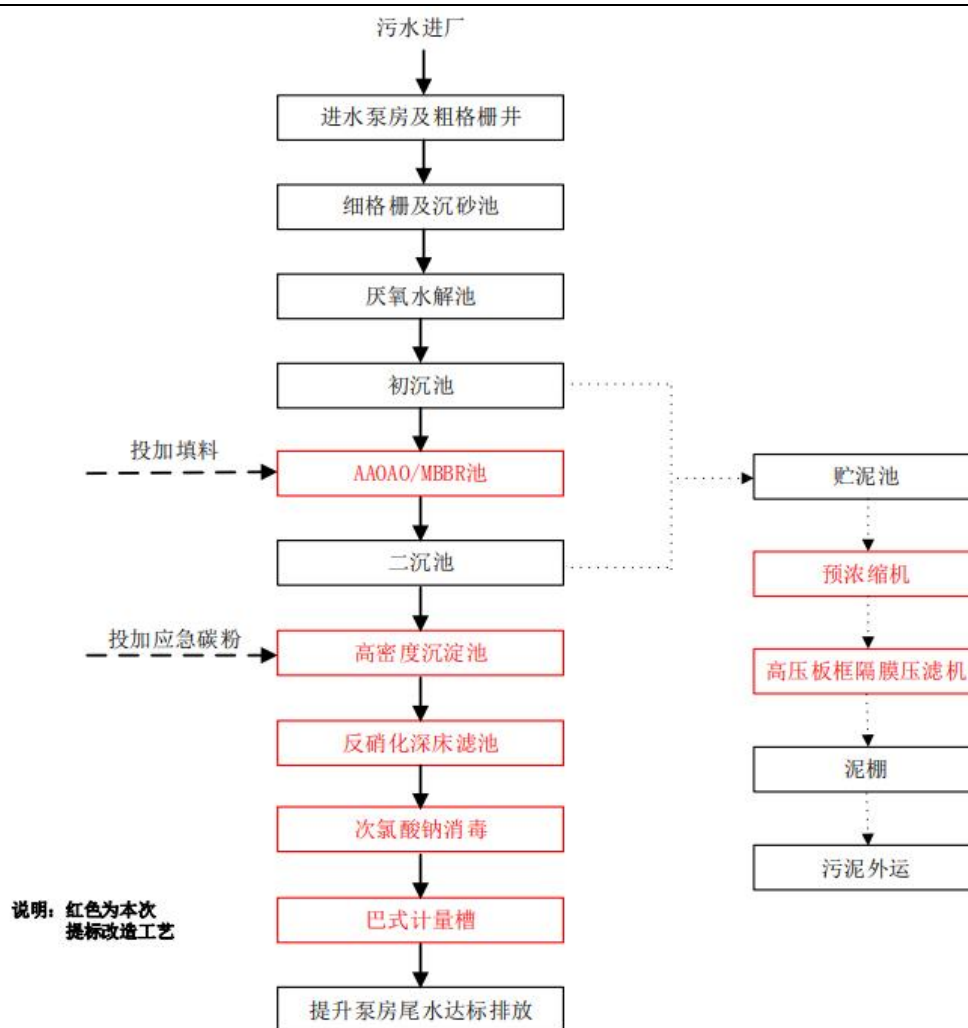 污水进厂
进水泵房及粗格栅井
细格栅及沉砂池
厌氧水解池
初沉池
投加填料
AAOAO/MBBR池
贮泥池
二沉池
预浓缩机
投加应急碳粉
高密度沉淀池
高压板框隔膜压滤机
反硝化深床滤池
泥棚
次氯酸钠消毒
污泥外运
说明：红色为本次
提标改造工艺
巴式计量槽
提升泵房尾水达标排放